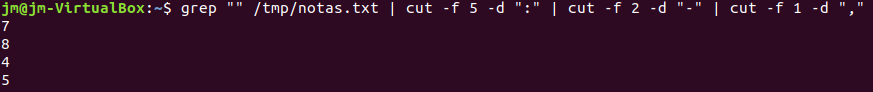 jm@jm-VirtualBox:~$ grep "" /tmp/notas.txt | cut -f 5 -d ":" | cut -f 2 -d "-" | cut -f 1 -d ","
7
8
4
5